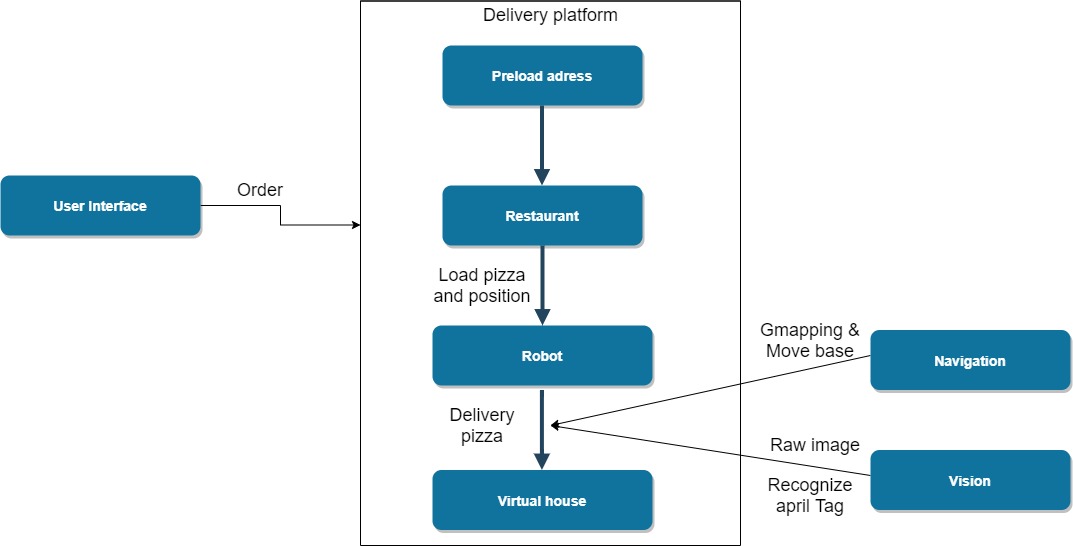 Delivery platform
Preload adress
User Interface
Order
Restaurant
Load pizza
and position
Robot
Gmapping &
Move base
Navigation
Delivery
pizza
Raw image
Recognize
april Tag
Vision
Virtual house